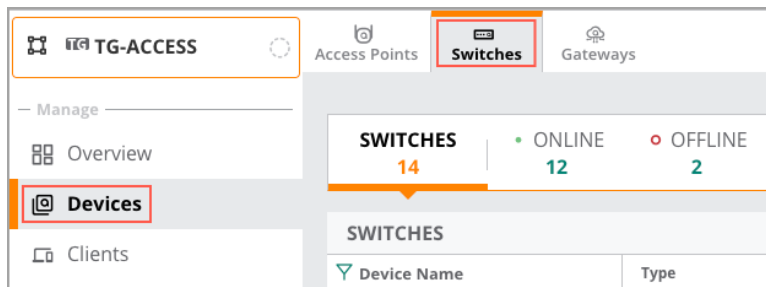 TG TG-ACCESS
Access Points
Switches
Gateways
Manage
Overview
Devices
Clients
SWITCHES
14
ONLINE
12
OFFLINE
2
SWITCHES
Device Name
Type